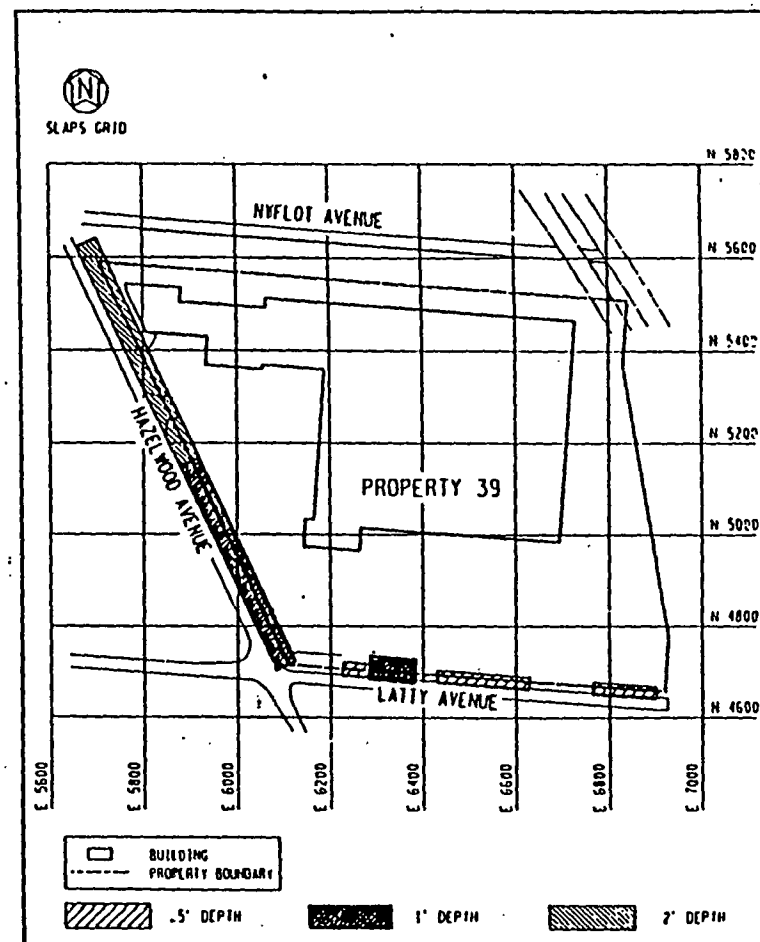 N
SLAPS GRID
N 5800
NYFLOT AVENUE
N 5600
N 5400
N 5200
HAZELWOOD AVENUE
PROPERTY 39
N 5000
N 4800
LATTY AVENUE
N 4600
E 5600
E 5800
E 6000
E 6200
E 6400
E 6600
E 6800
E 7000
BUILDING
PROPERTY BOUNDARY
.5' DEPTH
1' DEPTH
2' DEPTH